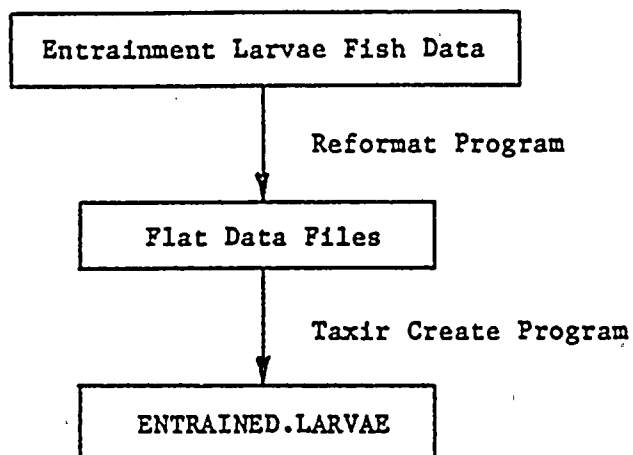 Entrainment Larvae Fish Data
Reformat Program
Flat Data Files
Taxir Create Program
ENTRAINED.LARVAE